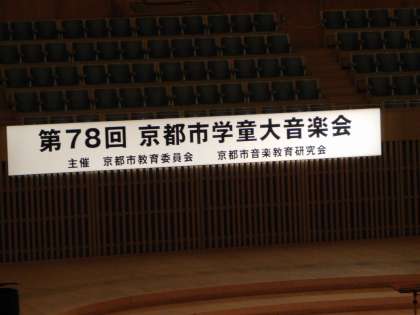 第78回 京都市学童大音楽会
主催 京都市教育委員会 京都市音楽教育研究会